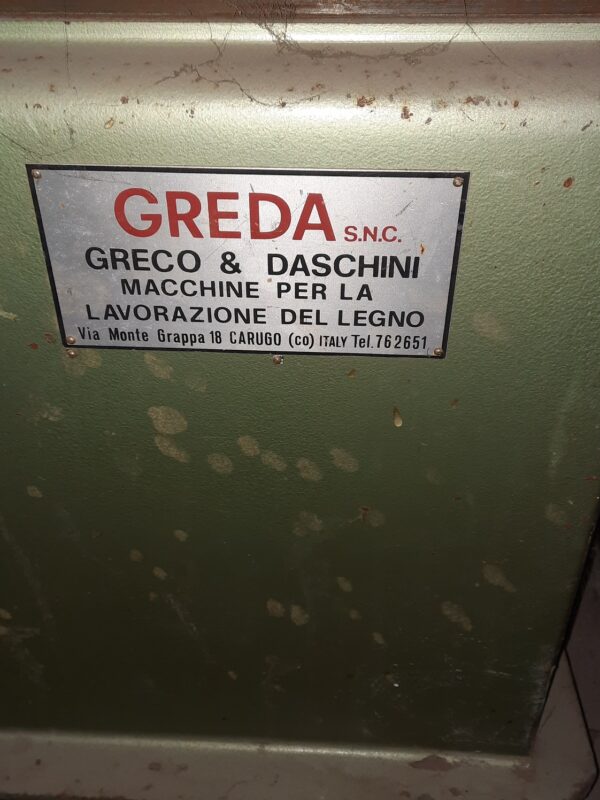 GREDA S.N.C.
GRECO & DASCHINI
MACCHINE PER LA
LAVORAZIONE DEL LEGNO
Via Monte Grappa 18 CARUGO (CO) ITALY Tel. 762651